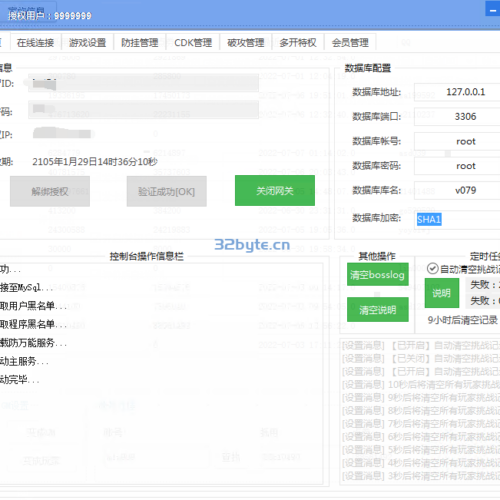 授权用户：9999999
在线连接 游戏设置 防挂管理 CDK管理 破攻管理 多开特权 会员管理
信息
数据库配置
ID:
数据库地址: 127.0.0.1
码:
数据库端口: 3306
IP:
数据库帐号: root
期: 2105年1月29日14时36分10秒
数据库密码: root
解绑授权 验证成功[OK] 关闭网关
数据库库名: v079
数据库加密: SHA1
32byte.cn
控制台操作信息栏
其他操作
定时任
功...
接至MySql...
取用户黑名单...
取程序黑名单...
载防万能服务...
动主服务...
动完毕...
清空bosslog
清空说明
自动清空挑战记
说明
失败：
失败：
9小时后清空记录
[设置消息] 【已开启】自动清空挑战记
[设置消息] 【已关闭】自动清空挑战记
[设置消息] 【已开启】自动清空挑战记
[设置消息] 10秒后将清空所有玩家挑战记
[设置消息] 9秒后将清空所有玩家挑战记
[设置消息] 8秒后将清空所有玩家挑战记
[设置消息] 7秒后将清空所有玩家挑战记
[设置消息] 6秒后将清空所有玩家挑战记
[设置消息] 5秒后将清空所有玩家挑战记
[设置消息] 4秒后将清空所有玩家挑战记
[设置消息] 3秒后将清空所有玩家挑战记